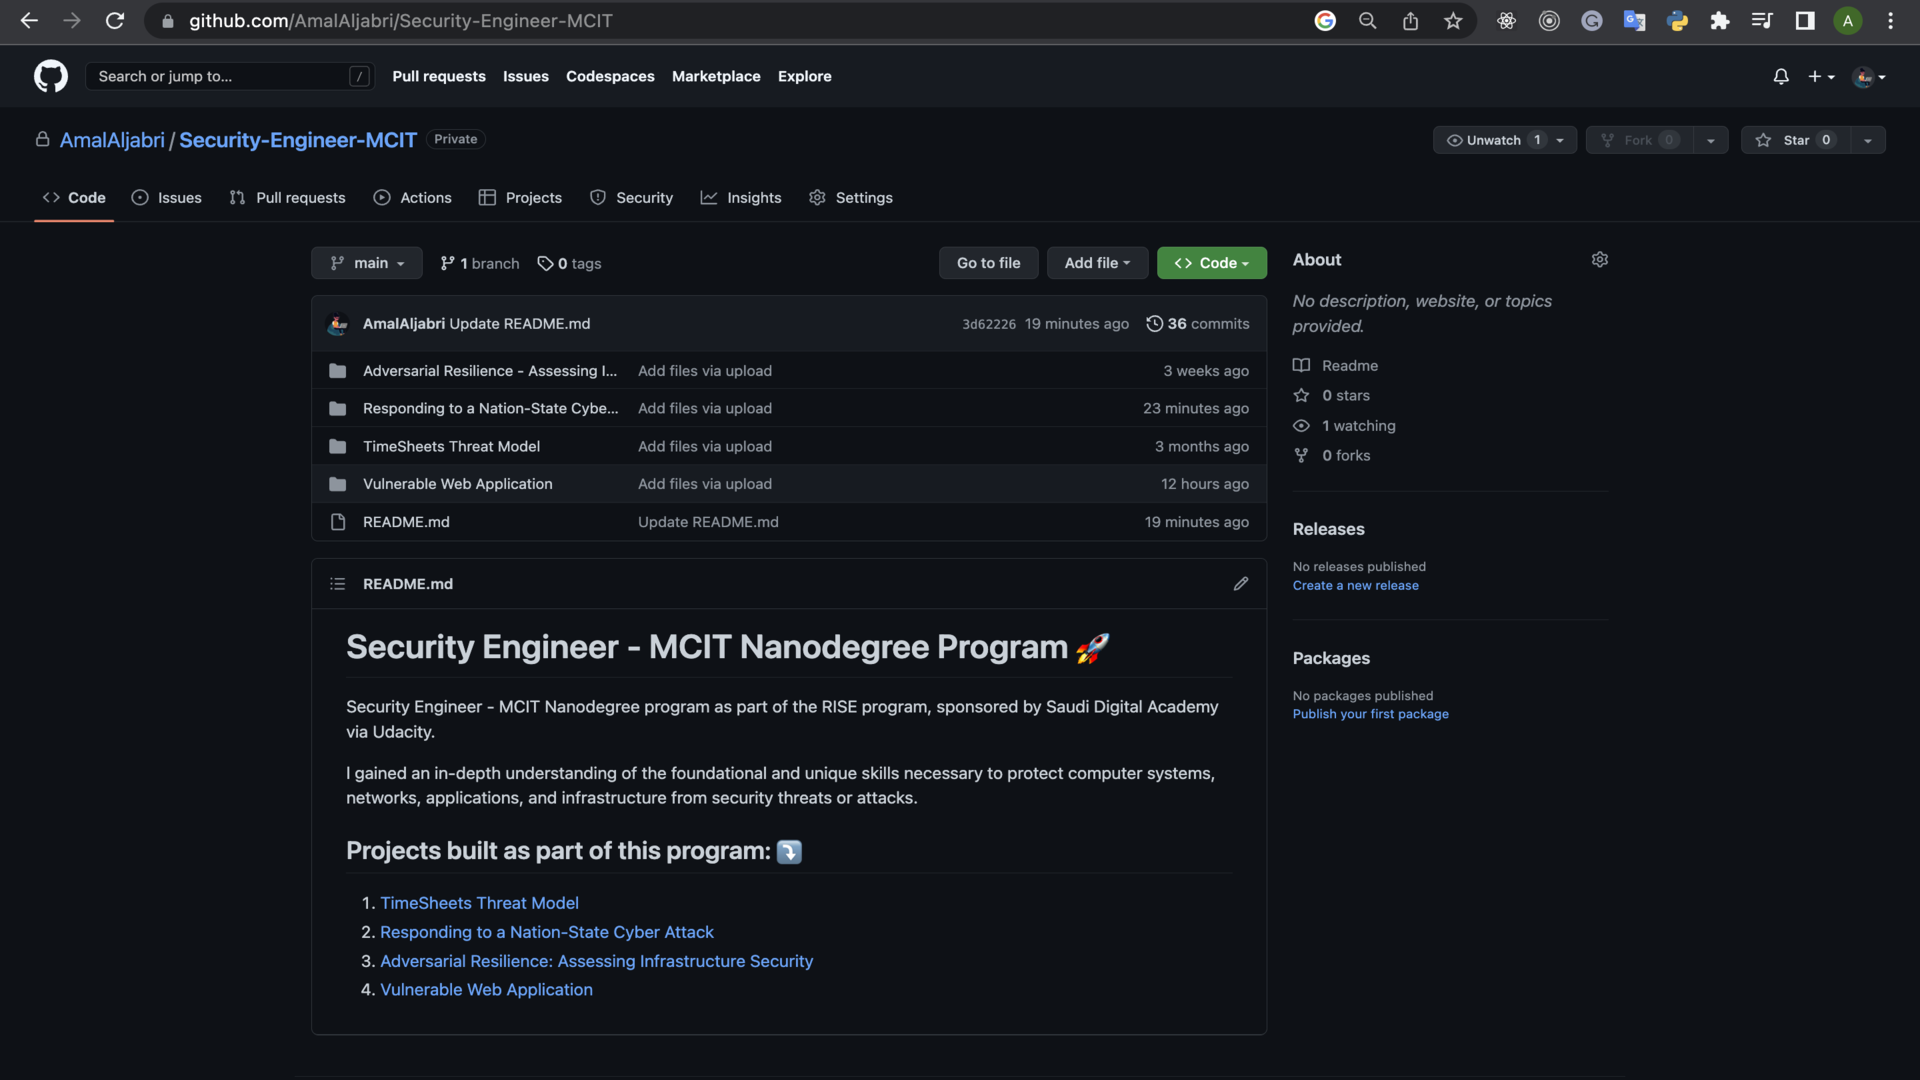 github.com/AmalAljabri/Security-Engineer-MCIT
A
Search or jump to... /
Pull requests Issues Codespaces Marketplace Explore
AmalAljabri / Security-Engineer-MCIT Private
Unwatch 1 Fork 0 Star 0
Code Issues Pull requests Actions Projects Security Insights Settings
main 1 branch 0 tags
Go to file Add file Code
AmalAljabri Update README.md 3d62226 19 minutes ago 36 commits
Adversarial Resilience - Assessing I... Add files via upload 3 weeks ago
Responding to a Nation-State Cybe... Add files via upload 23 minutes ago
TimeSheets Threat Model Add files via upload 3 months ago
Vulnerable Web Application Add files via upload 12 hours ago
README.md Update README.md 19 minutes ago
README.md
Security Engineer - MCIT Nanodegree Program 🚀
Security Engineer - MCIT Nanodegree program as part of the RISE program, sponsored by Saudi Digital Academy
via Udacity.
I gained an in-depth understanding of the foundational and unique skills necessary to protect computer systems,
networks, applications, and infrastructure from security threats or attacks.
Projects built as part of this program: ⤵️
1. TimeSheets Threat Model
2. Responding to a Nation-State Cyber Attack
3. Adversarial Resilience: Assessing Infrastructure Security
4. Vulnerable Web Application
About
No description, website, or topics
provided.
Readme
0 stars
1 watching
0 forks
Releases
No releases published
Create a new release
Packages
No packages published
Publish your first package